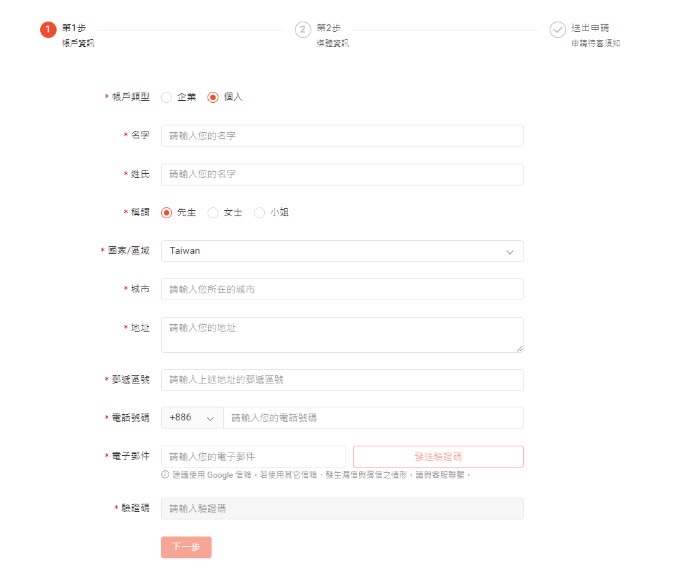 1 第1步
帳戶資訊
2 第2步
媒體資訊
送出申請
申請待審須知
* 帳戶類型 企業 個人
* 名字 請輸入您的名字
* 姓氏 請輸入您的名字
* 稱謂 先生 女士 小姐
* 國家/區域 Taiwan
* 城市 請輸入您所在的城市
* 地址 請輸入您的地址
* 郵遞區號 請輸入上述地址的郵遞區號
* 電話號碼 +886 請輸入您的電話號碼
* 電子郵件 請輸入您的電子郵件 發送驗證碼
建議使用 Google 信箱。若使用其它信箱,發生漏信與擋信之情形,請與客服聯繫。
* 驗證碼 請輸入驗證碼
下一步